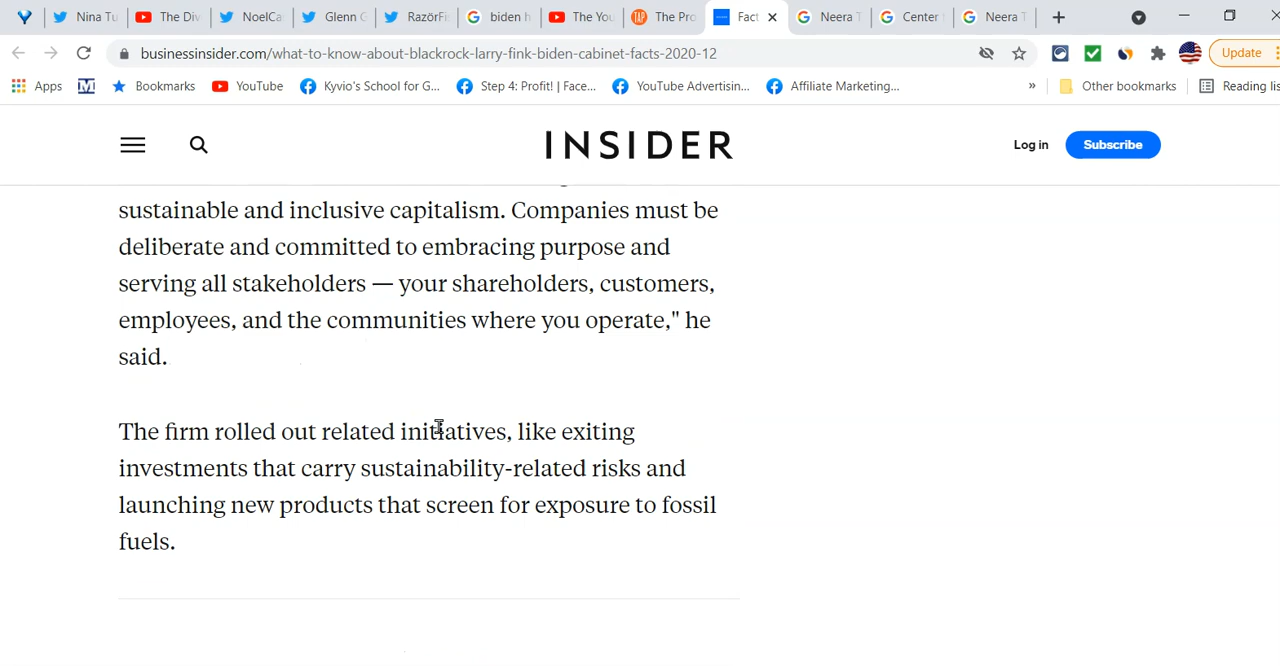 Nina Tu
The Div
NoelCa
Glenn G
RazörFi
biden h
The You
The Pro
Fact
Neera T
Center
Neera T
businessinsider.com/what-to-know-about-blackrock-larry-fink-biden-cabinet-facts-2020-12
Update
Apps
Bookmarks
YouTube
Kyvio's School for G...
Step 4: Profit! | Face...
YouTube Advertisin...
Affiliate Marketing...
»
Other bookmarks
Reading lis
INSIDER
Log in
Subscribe
sustainable and inclusive capitalism. Companies must be
deliberate and committed to embracing purpose and
serving all stakeholders — your shareholders, customers,
employees, and the communities where you operate," he
said.
The firm rolled out related initiatives, like exiting
investments that carry sustainability-related risks and
launching new products that screen for exposure to fossil
fuels.